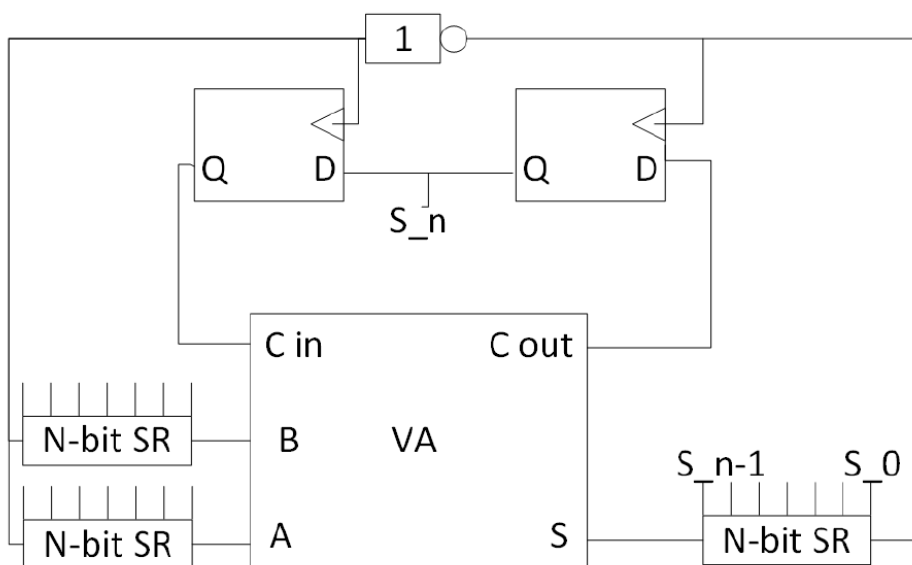 1
Q D
Q D
S_n
C in C out
N-bit SR
B VA
S_n-1 S_0
N-bit SR
A S
N-bit SR